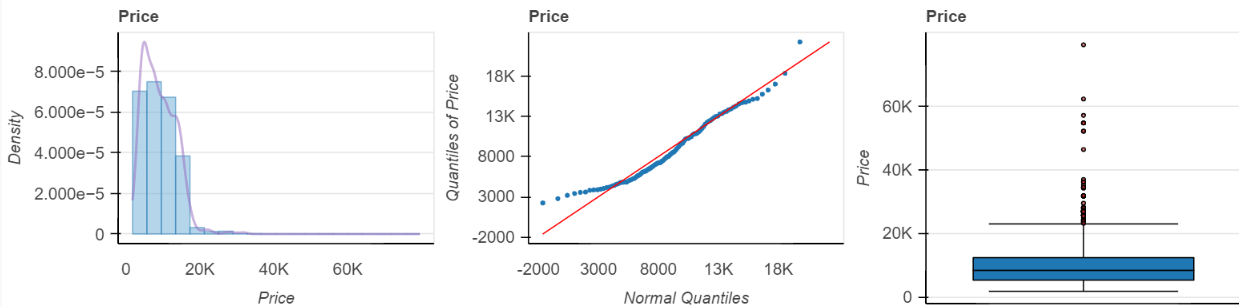 Price
8.000e−5
6.000e−5
4.000e−5
2.000e−5
0
Density
0 20K 40K 60K
Price
Price
18K
13K
8000
3000
-2000
Quantiles of Price
-2000 3000 8000 13K 18K
Normal Quantiles
Price
60K
40K
20K
0
Price